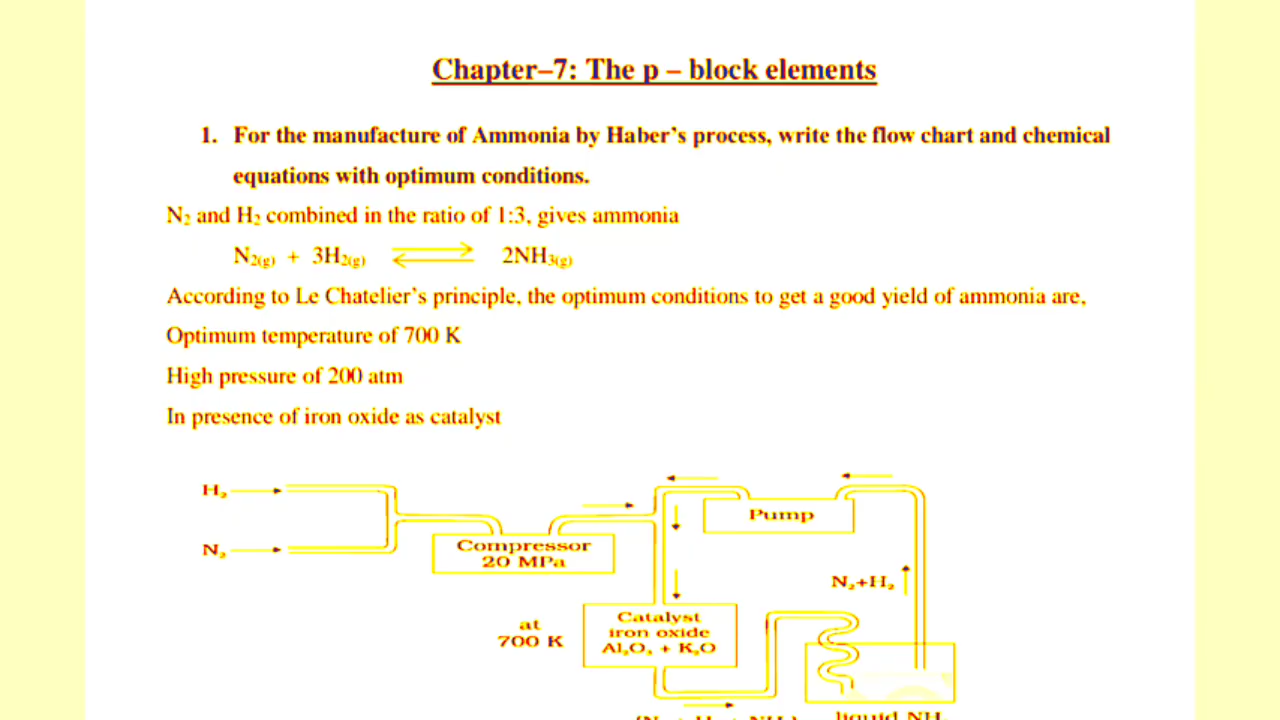 Chapter–7: The p – block elements
1. For the manufacture of Ammonia by Haber's process, write the flow chart and chemical
equations with optimum conditions.
N₂ and H₂ combined in the ratio of 1:3, gives ammonia
N₂(g) + 3H₂(g) ⇌ 2NH₃(g)
According to Le Chatelier's principle, the optimum conditions to get a good yield of ammonia are,
Optimum temperature of 700 K
High pressure of 200 atm
In presence of iron oxide as catalyst
H₂
Pump
N₂
Compressor
20 MPa
N₂+H₂
at
700 K
Catalyst
iron oxide
Al₂O₃ + K₂O
liquid NH₃